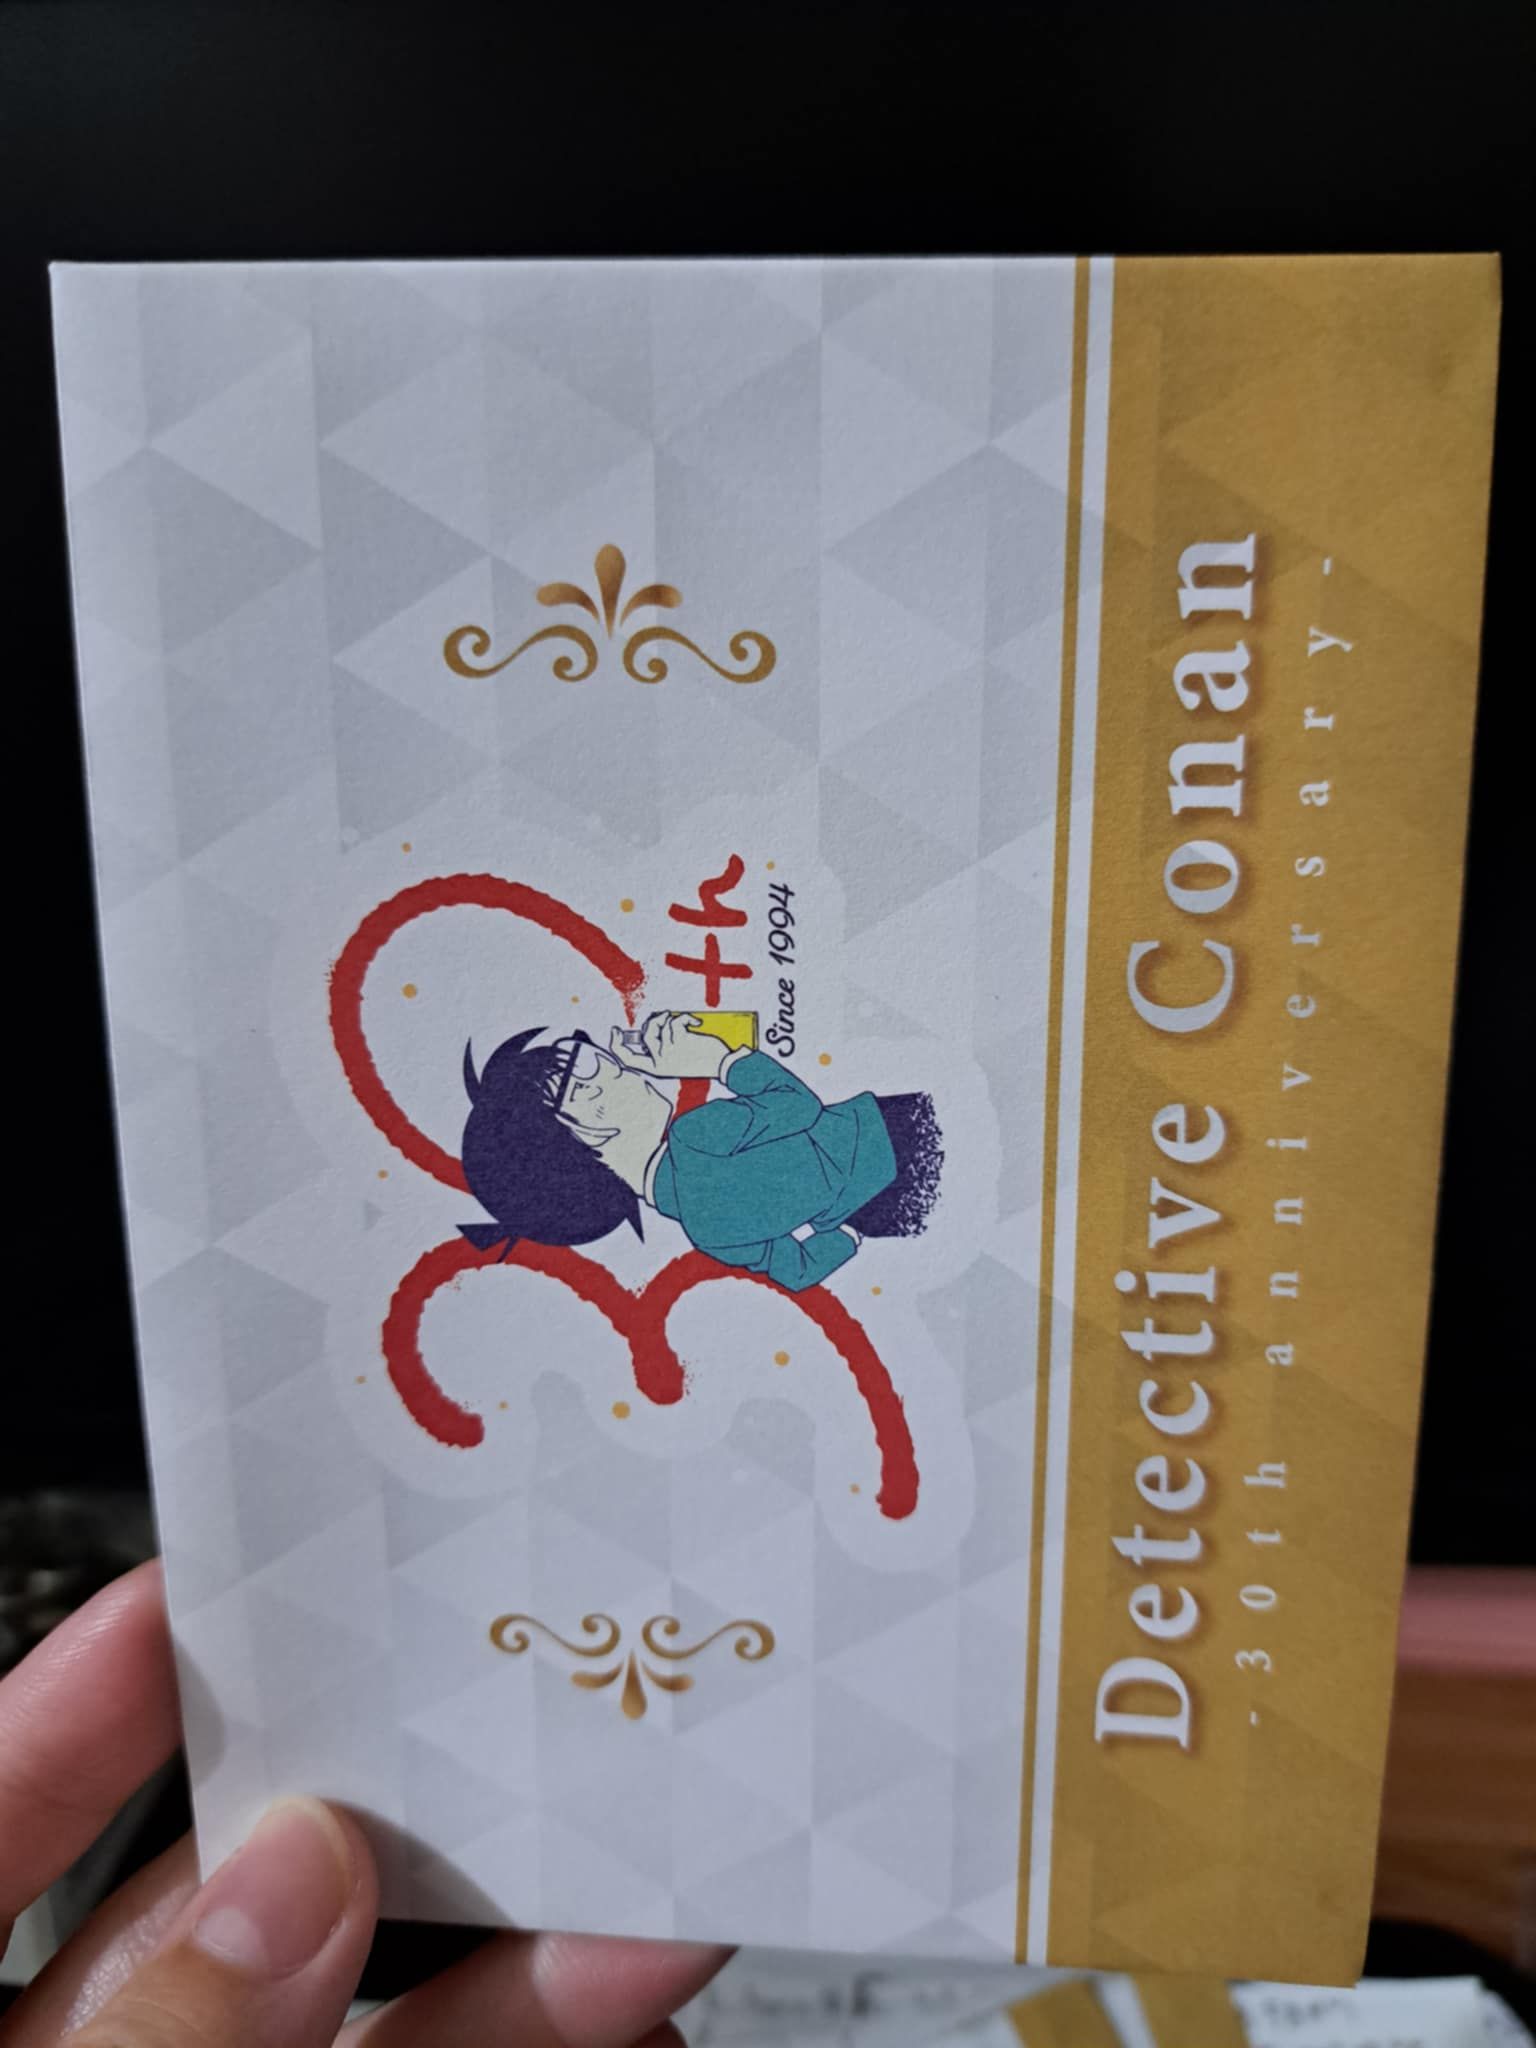 30th
Since 1994
Detective Conan
- 30th anniversary -